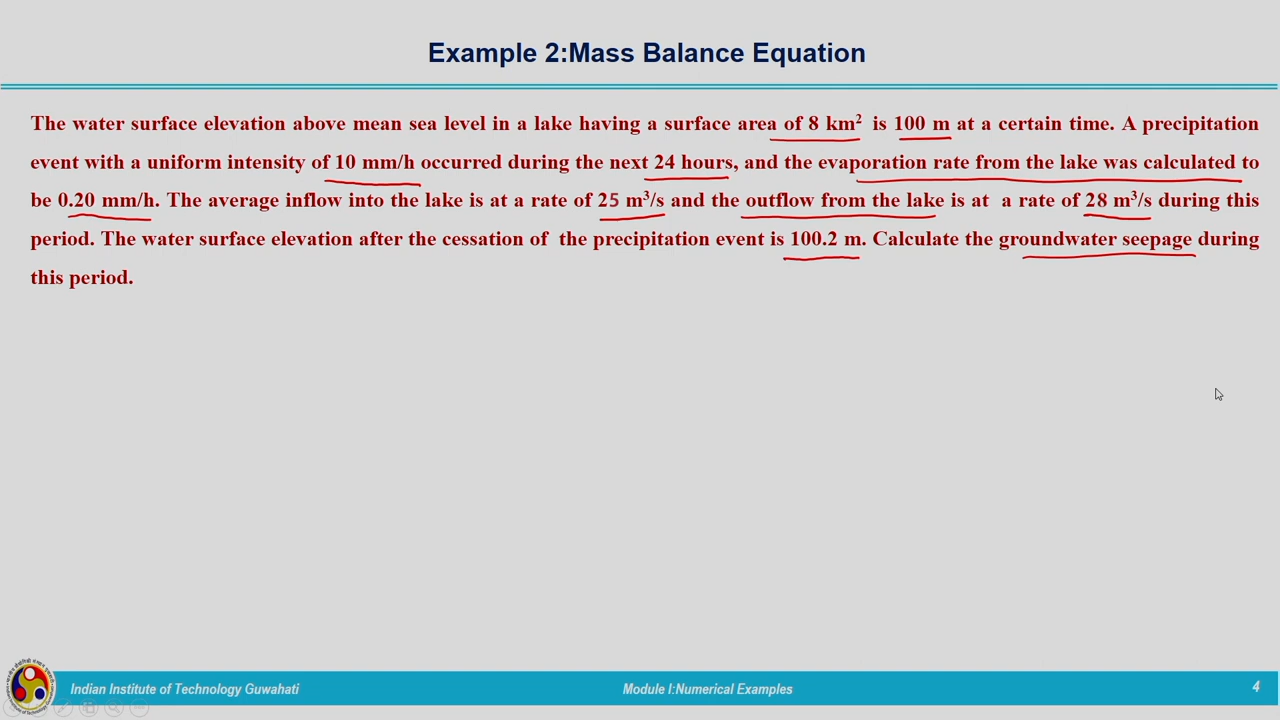 Example 2:Mass Balance Equation
The water surface elevation above mean sea level in a lake having a surface area of 8 km² is 100 m at a certain time. A precipitation
event with a uniform intensity of 10 mm/h occurred during the next 24 hours, and the evaporation rate from the lake was calculated to
be 0.20 mm/h. The average inflow into the lake is at a rate of 25 m³/s and the outflow from the lake is at a rate of 28 m³/s during this
period. The water surface elevation after the cessation of the precipitation event is 100.2 m. Calculate the groundwater seepage during
this period.
Indian Institute of Technology Guwahati
Module I:Numerical Examples
4